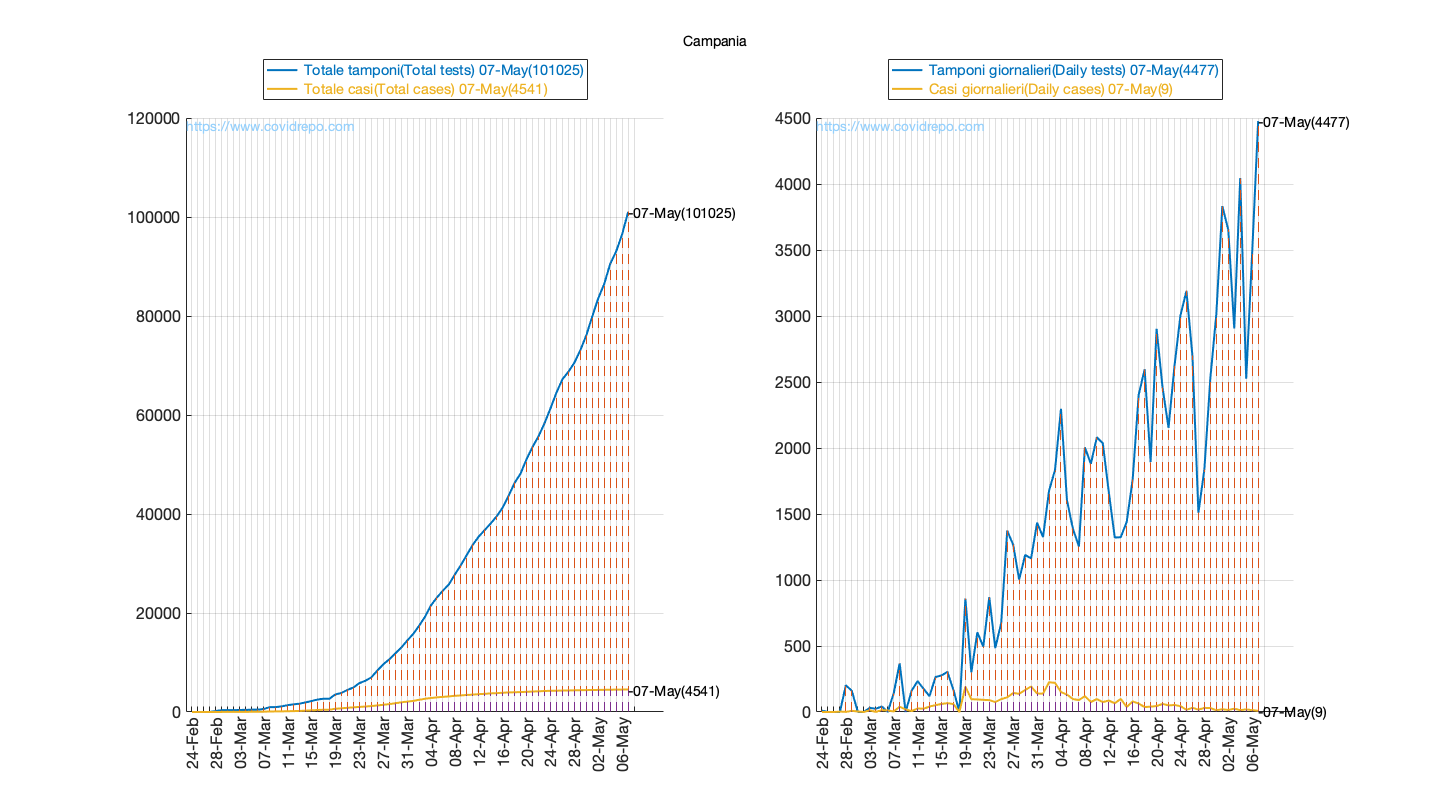 Campania
Totale tamponi(Total tests) 07-May(101025)
Totale casi(Total cases) 07-May(4541)
https://www.covidrepo.com
120000
100000
80000
60000
40000
20000
0
07-May(101025)
07-May(4541)
24-Feb
28-Feb
03-Mar
07-Mar
11-Mar
15-Mar
19-Mar
23-Mar
27-Mar
31-Mar
04-Apr
08-Apr
12-Apr
16-Apr
20-Apr
24-Apr
28-Apr
02-May
06-May
Tamponi giornalieri(Daily tests) 07-May(4477)
Casi giornalieri(Daily cases) 07-May(9)
https://www.covidrepo.com
4500
4000
3500
3000
2500
2000
1500
1000
500
0
07-May(4477)
07-May(9)
24-Feb
28-Feb
03-Mar
07-Mar
11-Mar
15-Mar
19-Mar
23-Mar
27-Mar
31-Mar
04-Apr
08-Apr
12-Apr
16-Apr
20-Apr
24-Apr
28-Apr
02-May
06-May